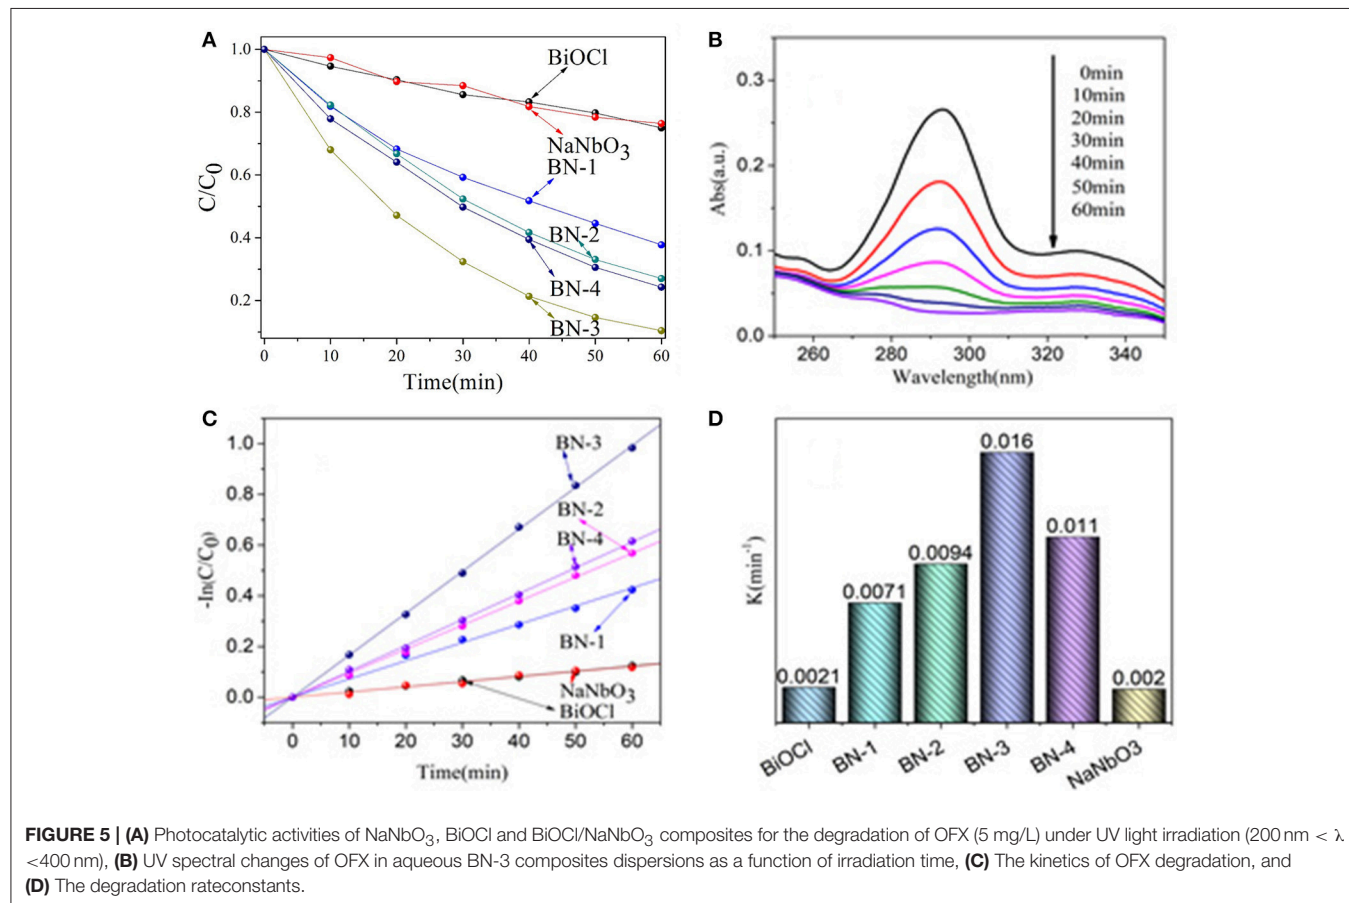 A
1.0
0.8
0.6
0.4
0.2
C/C0
0
10
20
30
40
50
60
Time(min)
BiOCl
NaNbO3
BN-1
BN-2
BN-4
BN-3
B
0.3
0.2
0.1
0.0
Abs(a.u.)
260
280
300
320
340
Wavelength(nm)
0min
10min
20min
30min
40min
50min
60min
C
1.0
0.8
0.6
0.4
0.2
0.0
-ln(C/C0)
0
10
20
30
40
50
60
Time(min)
BN-3
BN-2
BN-4
BN-1
NaNbO3
BiOCl
D
K(min-1)
0.0021
0.0071
0.0094
0.016
0.011
0.002
BiOCl
BN-1
BN-2
BN-3
BN-4
NaNbO3
FIGURE 5 | (A) Photocatalytic activities of NaNbO3, BiOCl and BiOCl/NaNbO3 composites for the degradation of OFX (5 mg/L) under UV light irradiation (200 nm < λ
<400 nm), (B) UV spectral changes of OFX in aqueous BN-3 composites dispersions as a function of irradiation time, (C) The kinetics of OFX degradation, and
(D) The degradation rateconstants.